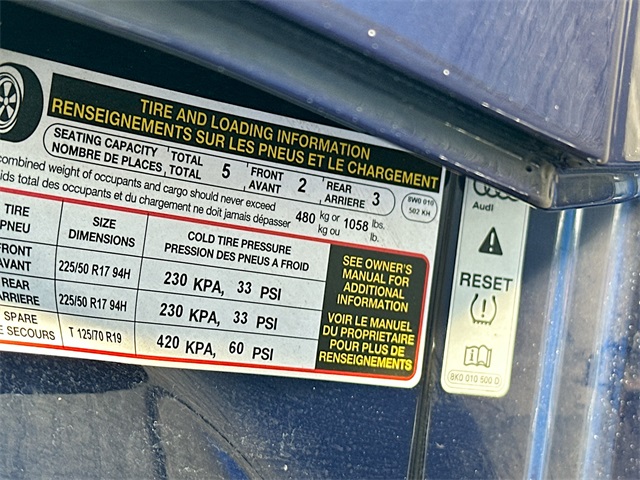 TIRE AND LOADING INFORMATION
RENSEIGNEMENTS SUR LES PNEUS ET LE CHARGEMENT
SEATING CAPACITY TOTAL 5 FRONT 2 REAR 3
NOMBRE DE PLACES, TOTAL AVANT ARRIERE
8W0 010
502 KH
combined weight of occupants and cargo should never exceed 480 kg or 1058 lbs.
total des occupants et du chargement ne doit jamais dépasser kg ou lb.
TIRE
PNEU
SIZE
DIMENSIONS
COLD TIRE PRESSURE
PRESSION DES PNEUS A FROID
FRONT
AVANT
225/50 R17 94H
230 KPA, 33 PSI
REAR
ARRIERE
225/50 R17 94H
230 KPA, 33 PSI
SPARE
SECOURS
T 125/70 R19
420 KPA, 60 PSI
SEE OWNER'S
MANUAL FOR
ADDITIONAL
INFORMATION
VOIR LE MANUEL
DU PROPRIETAIRE
POUR PLUS DE
RENSEIGNEMENTS
Audi
RESET
8K0 010 500 D